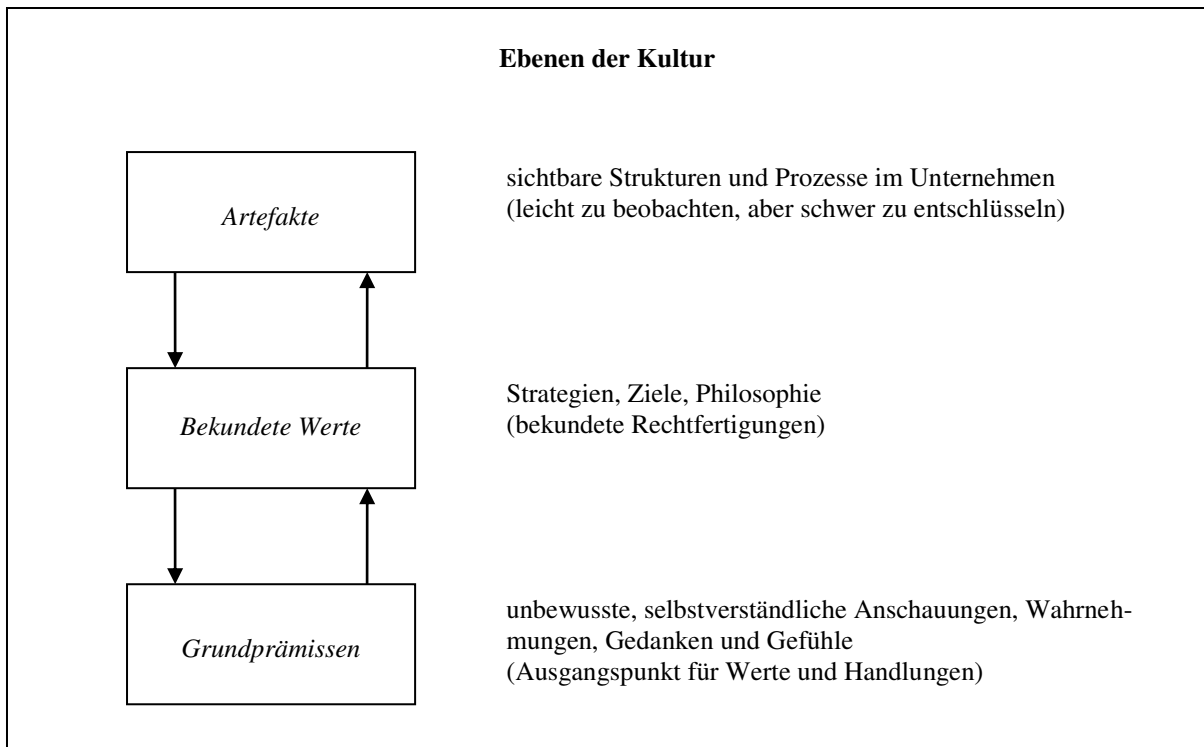 Ebenen der Kultur
Artefakte
sichtbare Strukturen und Prozesse im Unternehmen
(leicht zu beobachten, aber schwer zu entschlüsseln)
Bekundete Werte
Strategien, Ziele, Philosophie
(bekundete Rechtfertigungen)
Grundprämissen
unbewusste, selbstverständliche Anschauungen, Wahrneh-
mungen, Gedanken und Gefühle
(Ausgangspunkt für Werte und Handlungen)